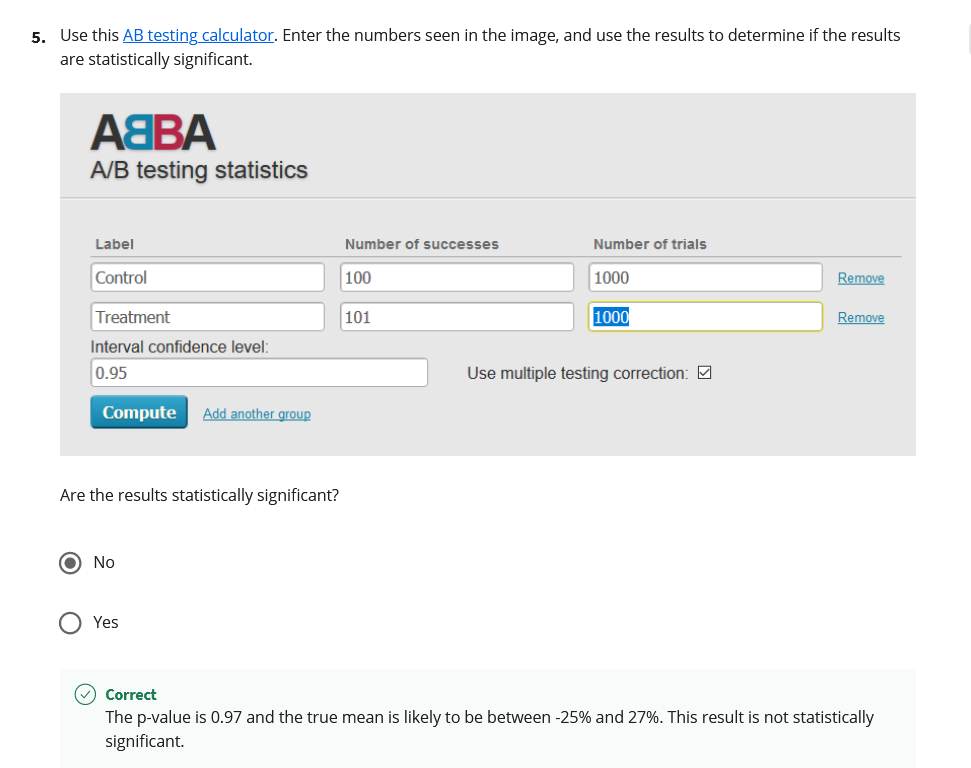 5. Use this AB testing calculator. Enter the numbers seen in the image, and use the results to determine if the results
are statistically significant.
ABBA
A/B testing statistics
Label Number of successes Number of trials
Control 100 1000 Remove
Treatment 101 1000 Remove
Interval confidence level:
0.95 Use multiple testing correction:
Compute Add another group
Are the results statistically significant?
No
Yes
Correct
The p-value is 0.97 and the true mean is likely to be between -25% and 27%. This result is not statistically
significant.